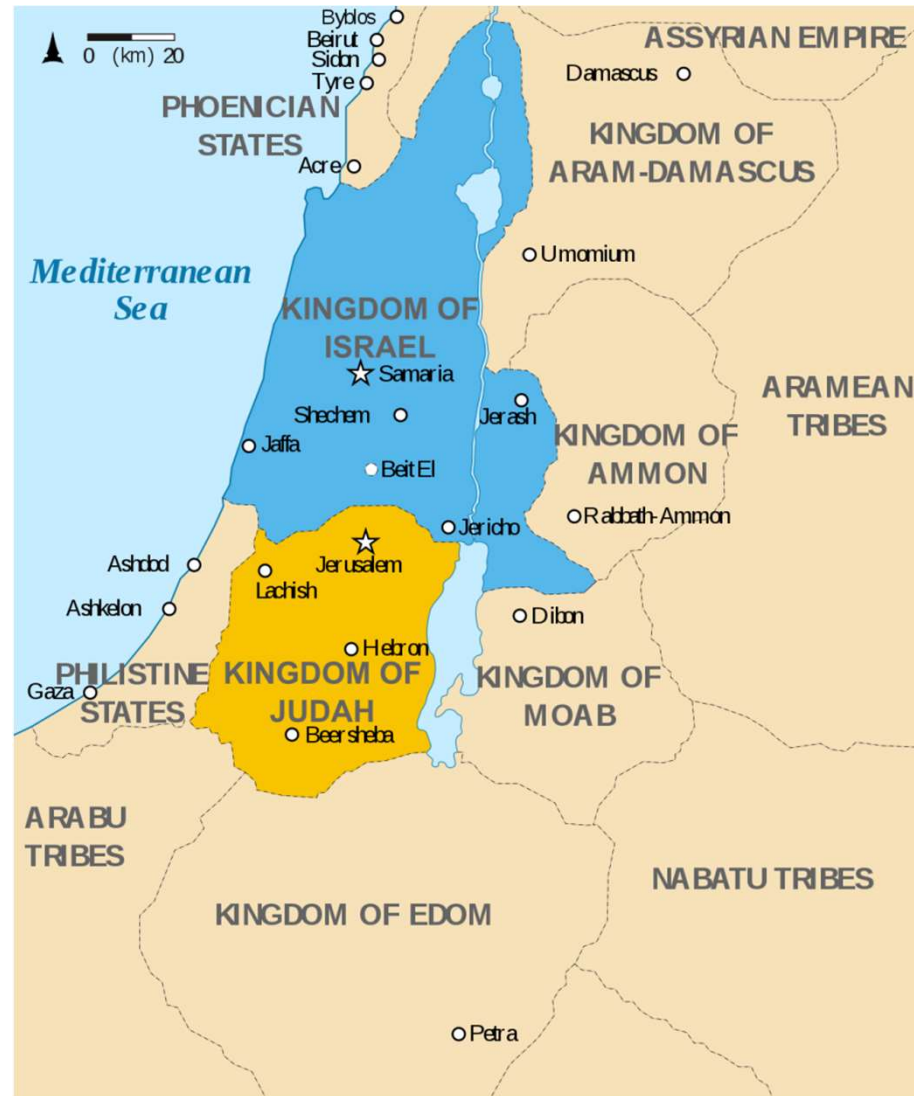 Byblos
0 (km) 20
Beirut
Sidon
Tyre
ASSYRIAN EMPIRE
Damascus
PHOENICIAN
STATES
KINGDOM OF
ARAM-DAMASCUS
Acre
Umomium
Mediterranean
Sea
KINGDOM OF
ISRAEL
Samaria
Shechem
Jerash
ARAMEAN
TRIBES
Jaffa
KINGDOM OF
AMMON
Beit El
Rabbath-Ammon
Jericho
Jerusalem
Ashdod
Lachish
Ashkelon
Dibon
Hebron
PHILISTINE
STATES
Gaza
KINGDOM OF
JUDAH
KINGDOM OF
MOAB
Beersheba
ARABU
TRIBES
NABATU TRIBES
KINGDOM OF EDOM
Petra